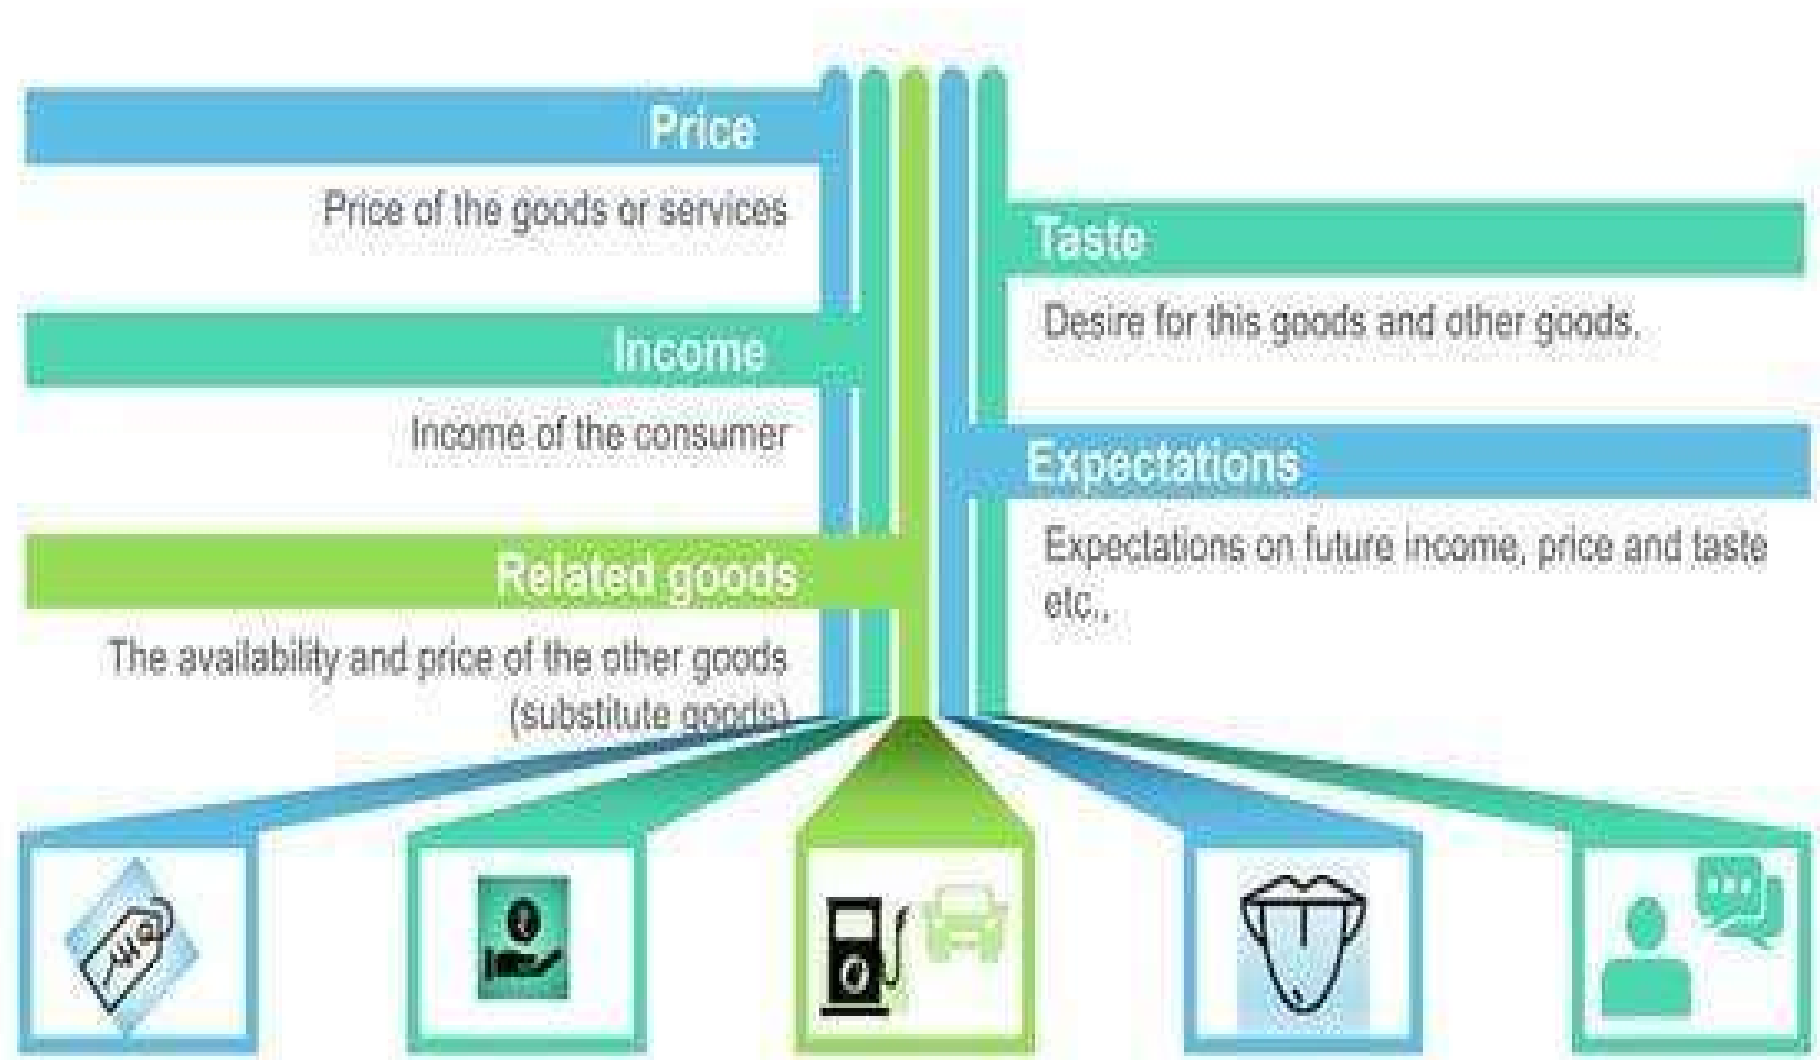 Price
Price of the goods or services
Income
Income of the consumer
Related goods
The availability and price of the other goods
(substitute goods)
Taste
Desire for this goods and other goods.
Expectations
Expectations on future income, price and taste
etc.,